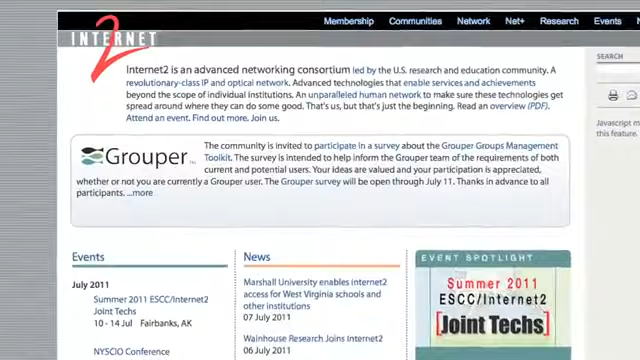 Membership Communities Network Net+ Research Events N
INTERNET
2
Internet2 is an advanced networking consortium led by the U.S. research and education community. A
revolutionary-class IP and optical network. Advanced technologies that enable services and achievements
beyond the scope of individual institutions. An unparalleled human network to make sure these technologies get
spread around where they can do some good. That's us, but that's just the beginning. Read an overview (PDF).
Attend an event. Find out more. Join us.
SEARCH
Javascript m
this feature.
Grouper
The community is invited to participate in a survey about the Grouper Groups Management
Toolkit. The survey is intended to help inform the Grouper team of the requirements of both
current and potential users. Your ideas are valued and your participation is appreciated,
whether or not you are currently a Grouper user. The Grouper survey will be open through July 11. Thanks in advance to all
participants. ...more
Events
July 2011
Summer 2011 ESCC/Internet2
Joint Techs
10 - 14 Jul Fairbanks, AK
NYSCIO Conference
News
Marshall University enables Internet2
access for West Virginia schools and
other institutions
07 July 2011
Wainhouse Research Joins Internet2
06 July 2011
EVENT SPOTLIGHT
Summer 2011
ESCC/Internet2
[Joint Techs]